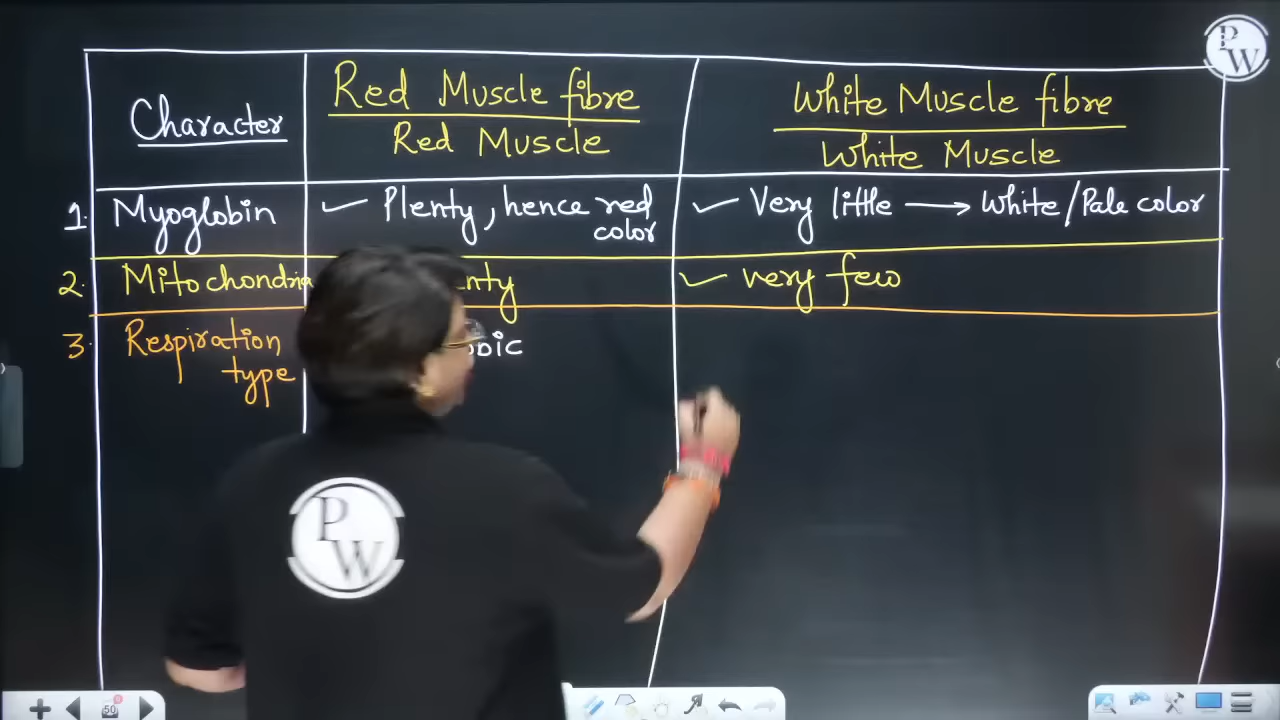 Character
Red Muscle fibre
Red Muscle
White Muscle fibre
White Muscle
1. Myoglobin
Plenty, hence red
color
Very little → White/Pale color
2. Mitochondria
very few
3. Respiration
type
P
W
P
W
50